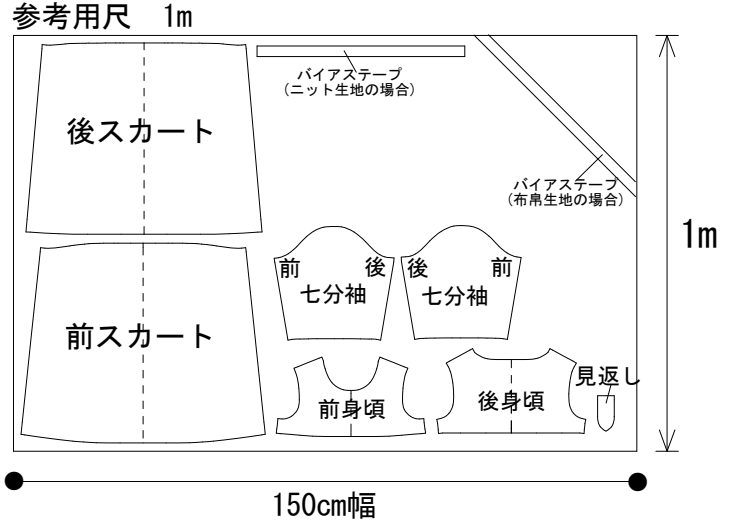 参考用尺　1m
バイアステープ
(ニット生地の場合)
後スカート
バイアステープ
(布帛生地の場合)
1m
前　後
七分袖
後　前
七分袖
前スカート
見返し
前身頃
後身頃
150cm幅